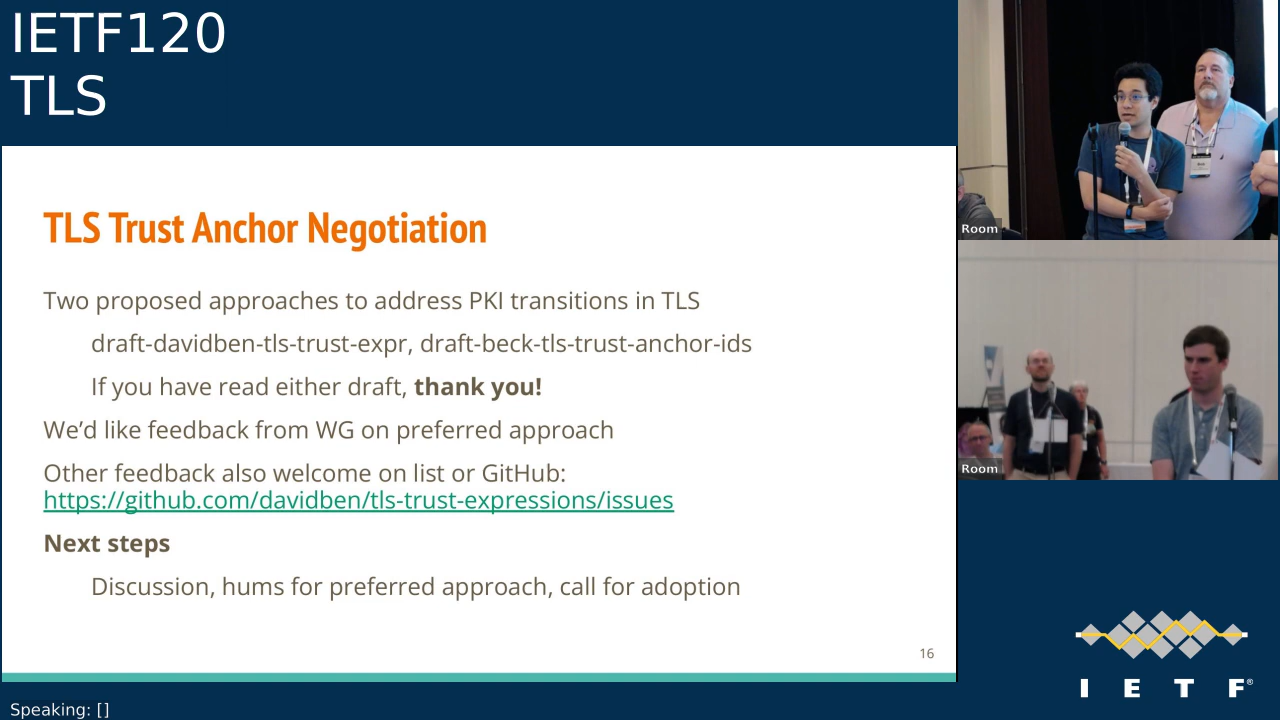 IETF120
TLS
TLS Trust Anchor Negotiation
Two proposed approaches to address PKI transitions in TLS
draft-davidben-tls-trust-expr, draft-beck-tls-trust-anchor-ids
If you have read either draft, thank you!
We’d like feedback from WG on preferred approach
Other feedback also welcome on list or GitHub:
https://github.com/davidben/tls-trust-expressions/issues
Next steps
Discussion, hums for preferred approach, call for adoption
16
Room
Room
I E T F®
Speaking: []